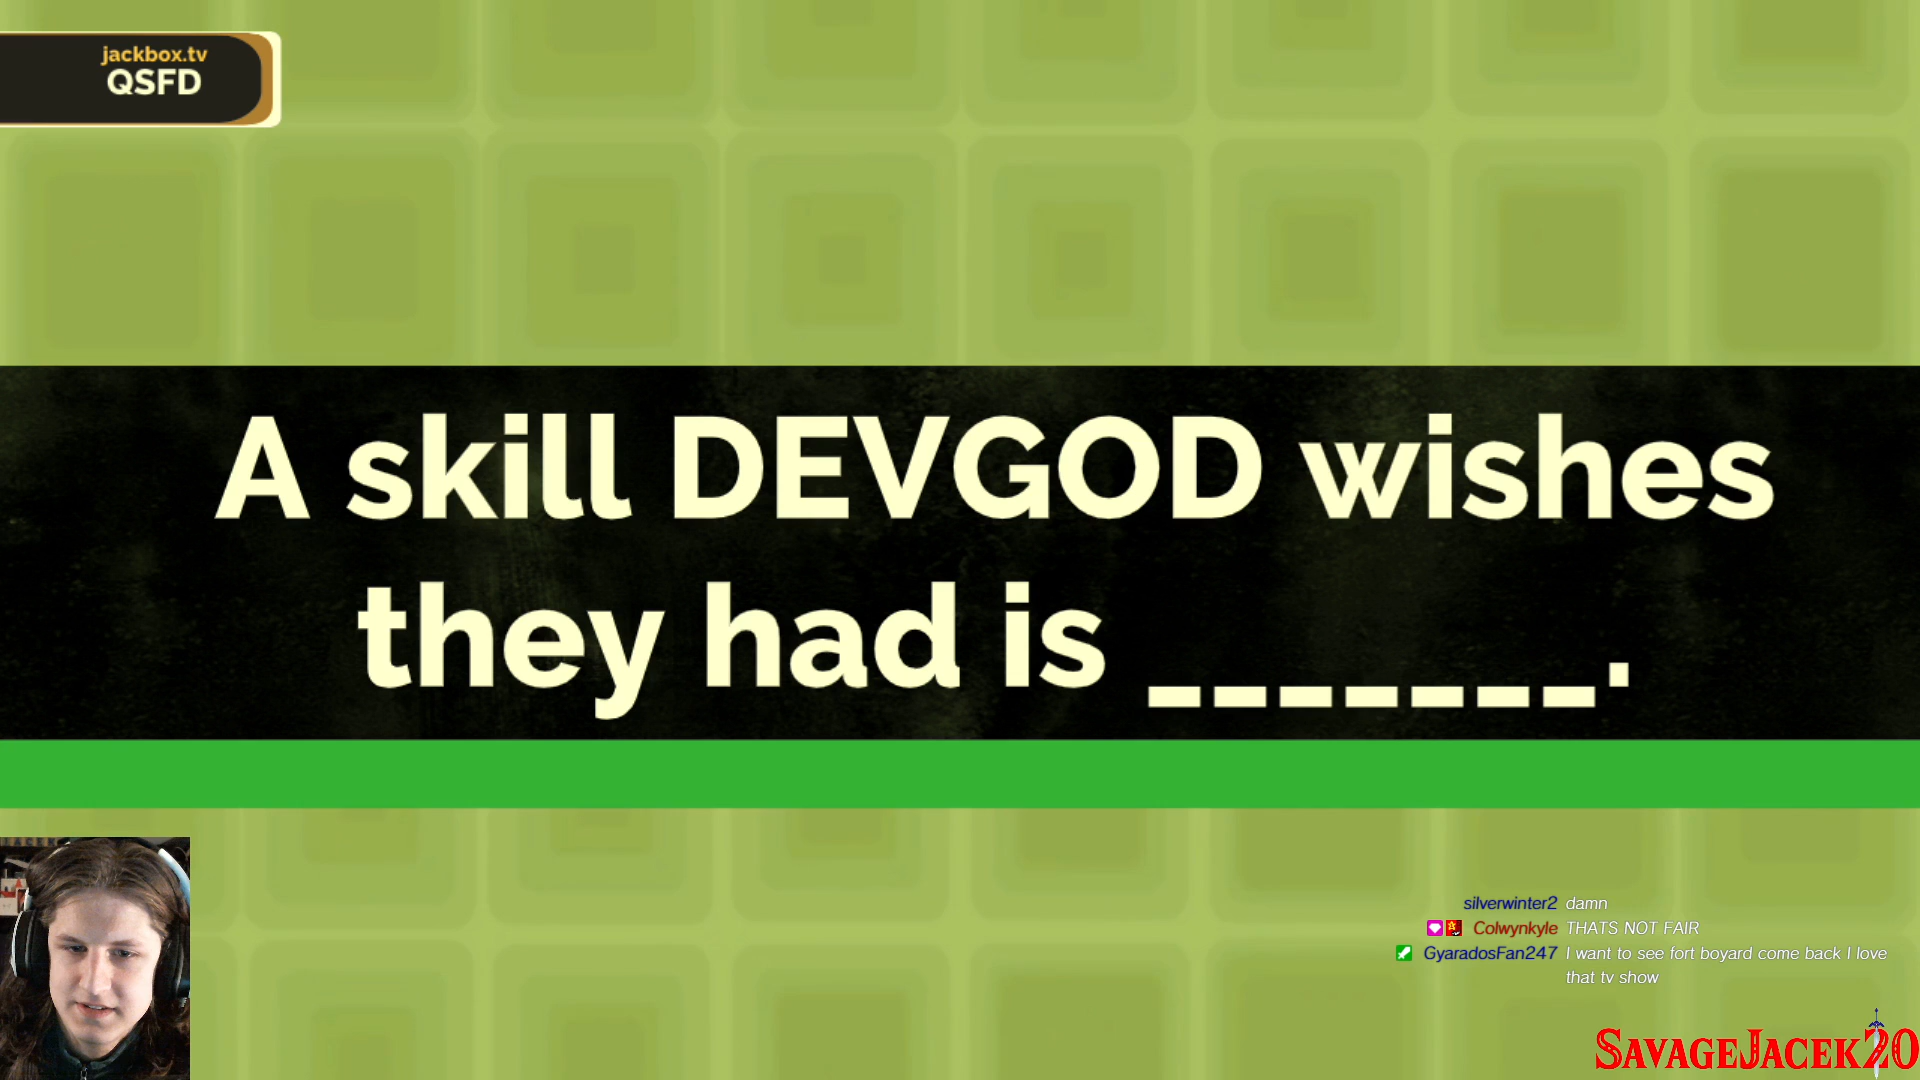 jackbox.tv
QSFD
A skill DEVGOD wishes
they had is _______.
silverwinter2 damn
Colwynkyle THATS NOT FAIR
GyaradosFan247 I want to see fort boyard come back I love
that tv show
SAVAGEJACEK20